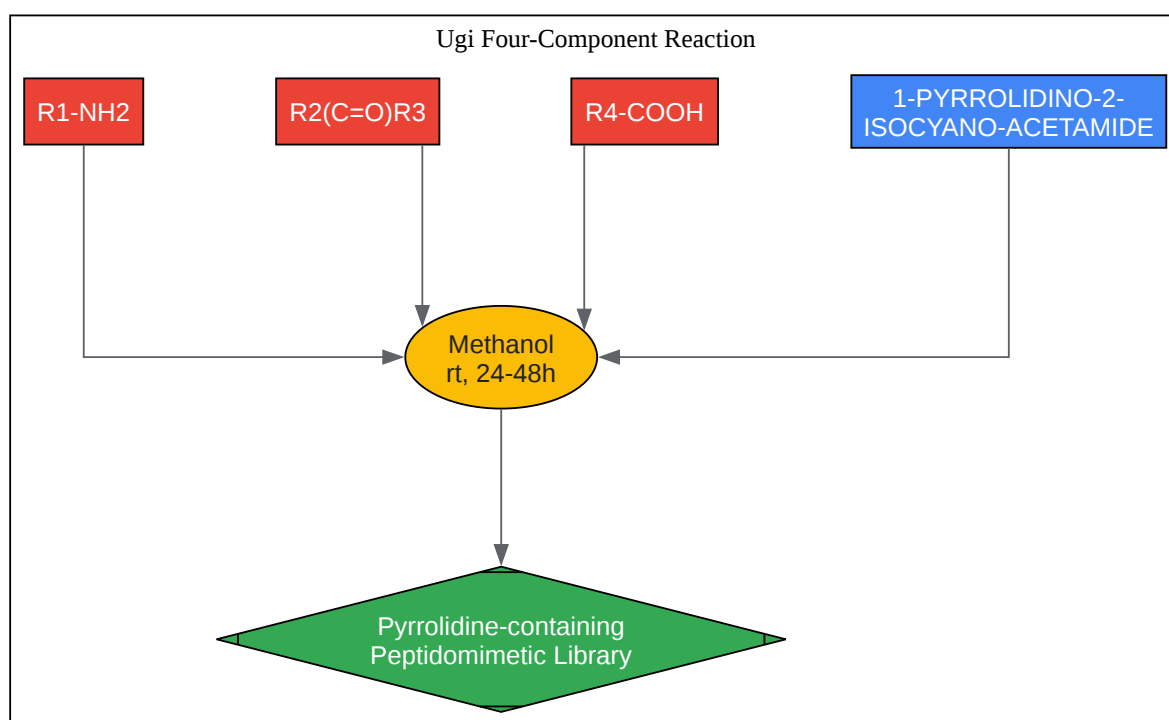 Ugi Four-Component Reaction
R1-NH2
R2(C=O)R3
R4-COOH
1-PYRROLIDINO-2-
ISOCYANO-ACETAMIDE
Methanol
rt, 24-48h
Pyrrolidine-containing
Peptidomimetic Library